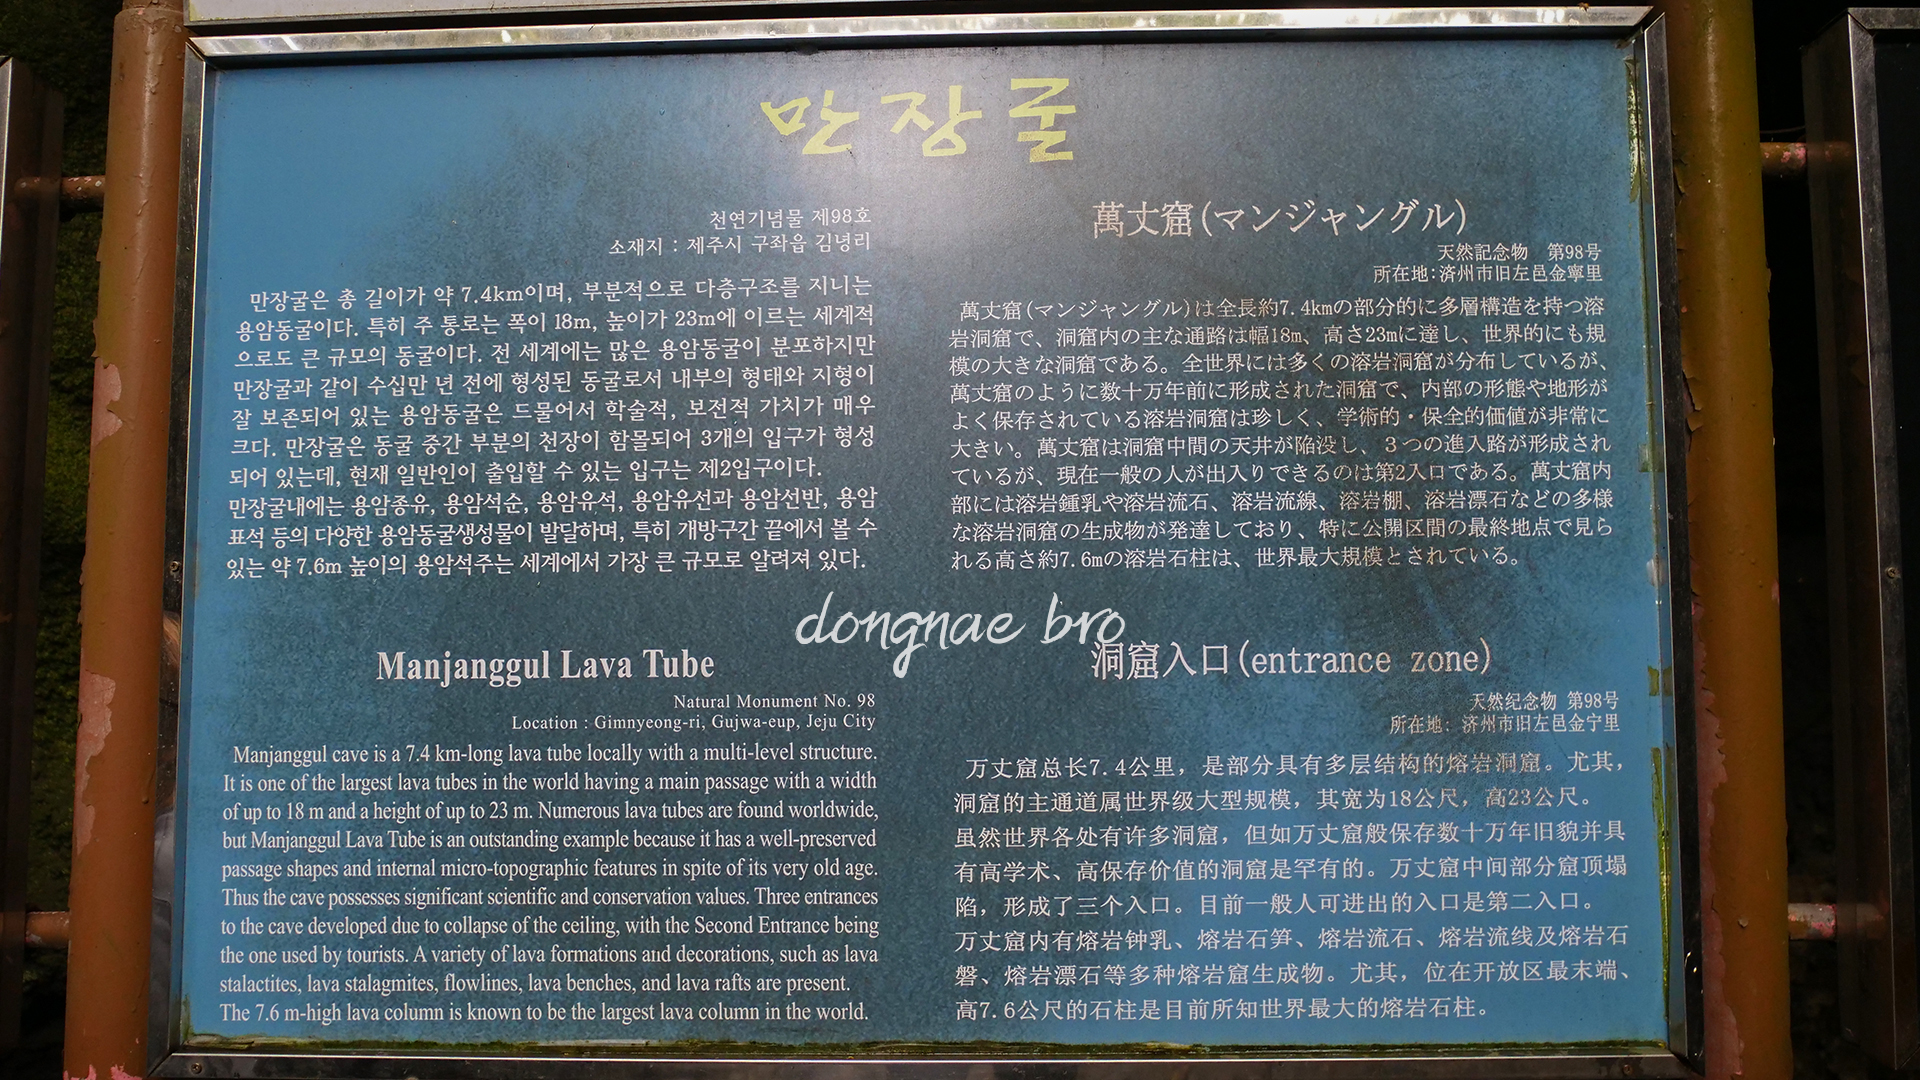 만장굴
천연기념물 제98호
소재지 : 제주시 구좌읍 김녕리
만장굴은 총 길이가 약 7.4km이며, 부분적으로 다층구조를 지니는
용암동굴이다. 특히 주 통로는 폭이 18m, 높이가 23m에 이르는 세계적
으로도 큰 규모의 동굴이다. 전 세계에는 많은 용암동굴이 분포하지만
만장굴과 같이 수십만 년 전에 형성된 동굴로서 내부의 형태와 지형이
잘 보존되어 있는 용암동굴은 드물어서 학술적, 보전적 가치가 매우
크다. 만장굴은 동굴 중간 부분의 천장이 함몰되어 3개의 입구가 형성
되어 있는데, 현재 일반인이 출입할 수 있는 입구는 제2입구이다.
만장굴내에는 용암종유, 용암석순, 용암유석, 용암유선과 용암선반, 용암
표석 등의 다양한 용암동굴생성물이 발달하며, 특히 개방구간 끝에서 볼 수
있는 약 7.6m 높이의 용암석주는 세계에서 가장 큰 규모로 알려져 있다.
萬丈窟(マンジャングル)
天然記念物 第98号
所在地:済州市旧左邑金寧里
萬丈窟(マンジャングル)は全長約7.4kmの部分的に多層構造を持つ溶
岩洞窟で、洞窟内の主な通路は幅18m、高さ23mに達し、世界的にも規
模の大きな洞窟である。全世界には多くの溶岩洞窟が分布しているが、
萬丈窟のように数十万年前に形成された洞窟で、内部の形態や地形が
よく保存されている溶岩洞窟は珍しく、学術的・保全的価値が非常に
大きい。萬丈窟は洞窟中間の天井が陥没し、３つの進入路が形成され
ているが、現在一般の人が出入りできるのは第2入口である。萬丈窟内
部には溶岩鍾乳や溶岩流石、溶岩流線、溶岩棚、溶岩漂石などの多様
な溶岩洞窟の生成物が発達しており、特に公開区間の最終地点で見ら
れる高さ約7.6mの溶岩石柱は、世界最大規模とされている。
dongnae bro
Manjanggul Lava Tube
Natural Monument No. 98
Location : Gimnyeong-ri, Gujwa-eup, Jeju City
Manjanggul cave is a 7.4 km-long lava tube locally with a multi-level structure.
It is one of the largest lava tubes in the world having a main passage with a width
of up to 18 m and a height of up to 23 m. Numerous lava tubes are found worldwide,
but Manjanggul Lava Tube is an outstanding example because it has a well-preserved
passage shapes and internal micro-topographic features in spite of its very old age.
Thus the cave possesses significant scientific and conservation values. Three entrances
to the cave developed due to collapse of the ceiling, with the Second Entrance being
the one used by tourists. A variety of lava formations and decorations, such as lava
stalactites, lava stalagmites, flowlines, lava benches, and lava rafts are present.
The 7.6 m-high lava column is known to be the largest lava column in the world.
洞窟入口(entrance zone)
天然纪念物 第98号
所在地: 济州市旧左邑金宁里
万丈窟总长7.4公里，是部分具有多层结构的熔岩洞窟。尤其，
洞窟的主通道属世界级大型规模，其宽为18公尺，高23公尺。
虽然世界各处有许多洞窟，但如万丈窟般保存数十万年旧貌并具
有高学术、高保存价值的洞窟是罕有的。万丈窟中间部分窟顶塌
陷，形成了三个入口。目前一般人可进出的入口是第二入口。
万丈窟内有熔岩钟乳、熔岩石笋、熔岩流石、熔岩流线及熔岩石
磐、熔岩漂石等多种熔岩窟生成物。尤其，位在开放区最末端、
高7.6公尺的石柱是目前所知世界最大的熔岩石柱。